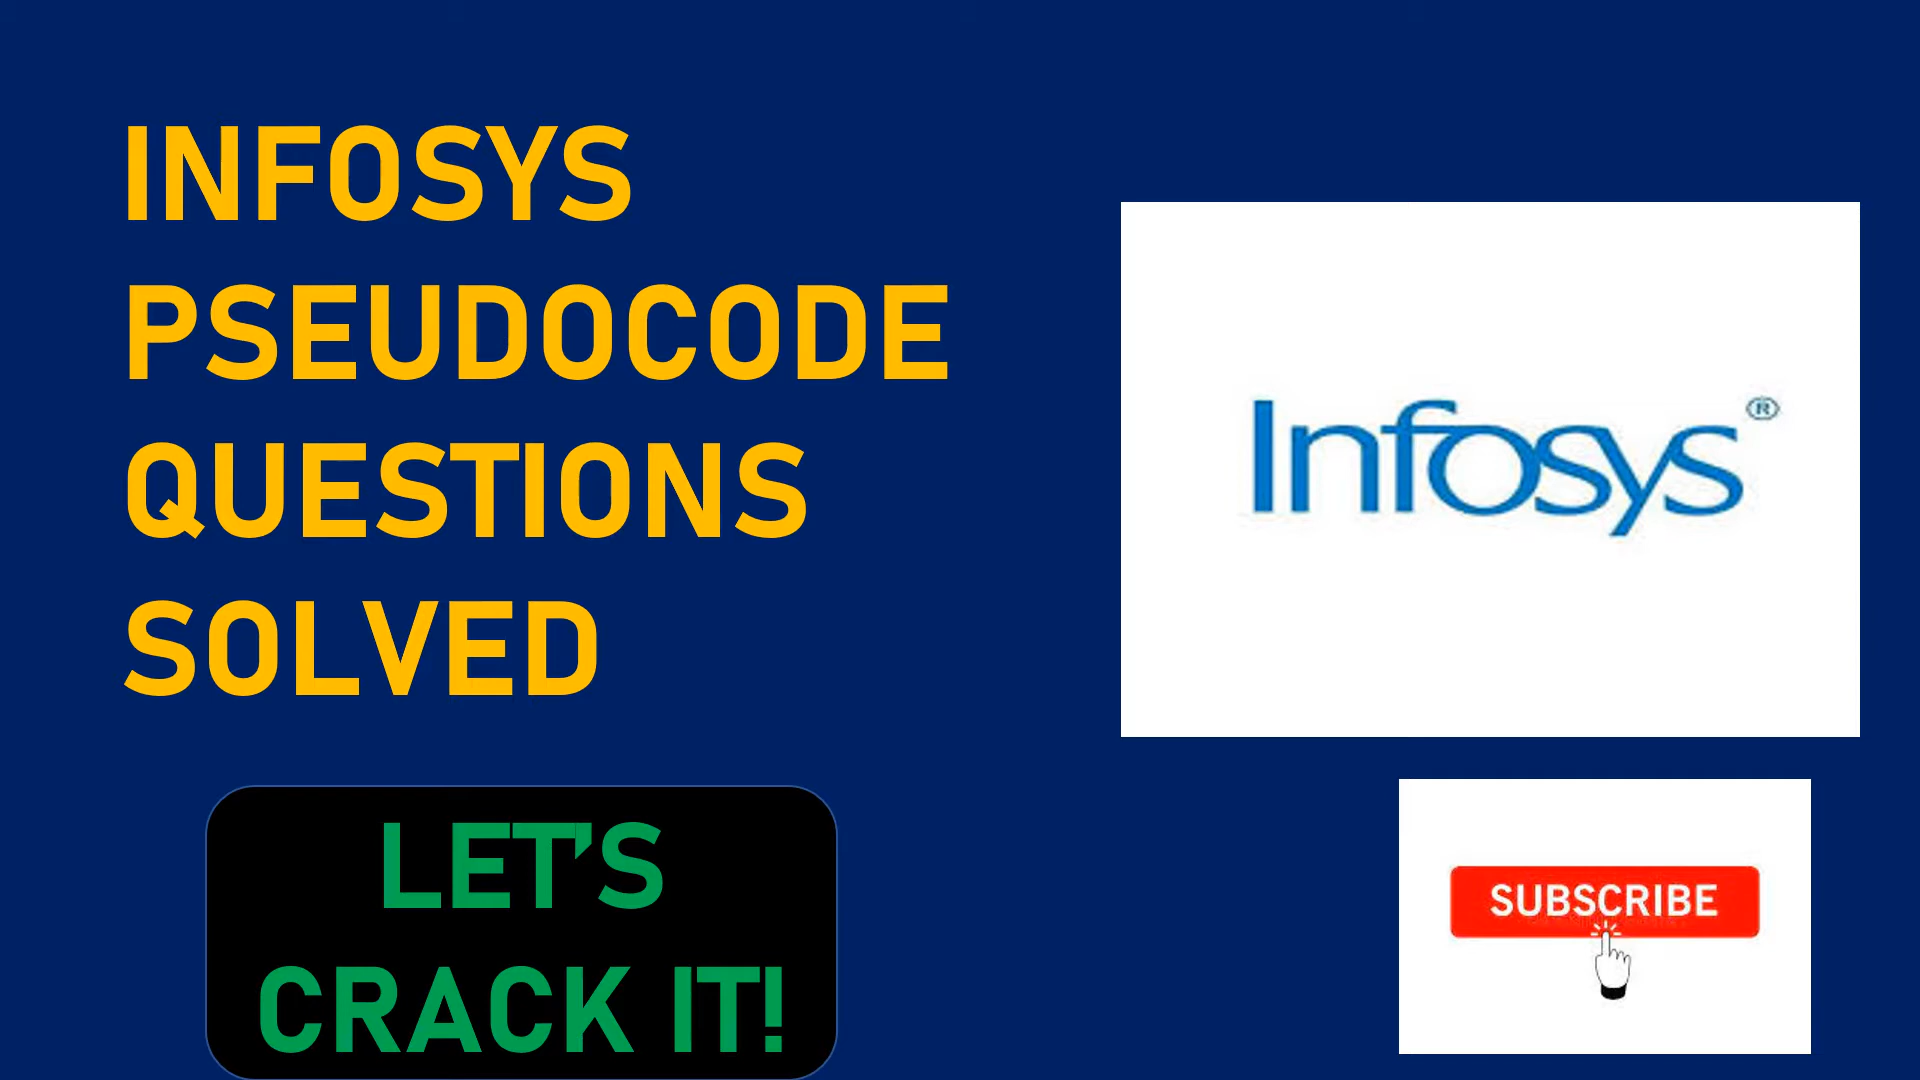 INFOSYS
PSEUDOCODE
QUESTIONS
SOLVED
Infosys®
LET'S
CRACK IT!
SUBSCRIBE